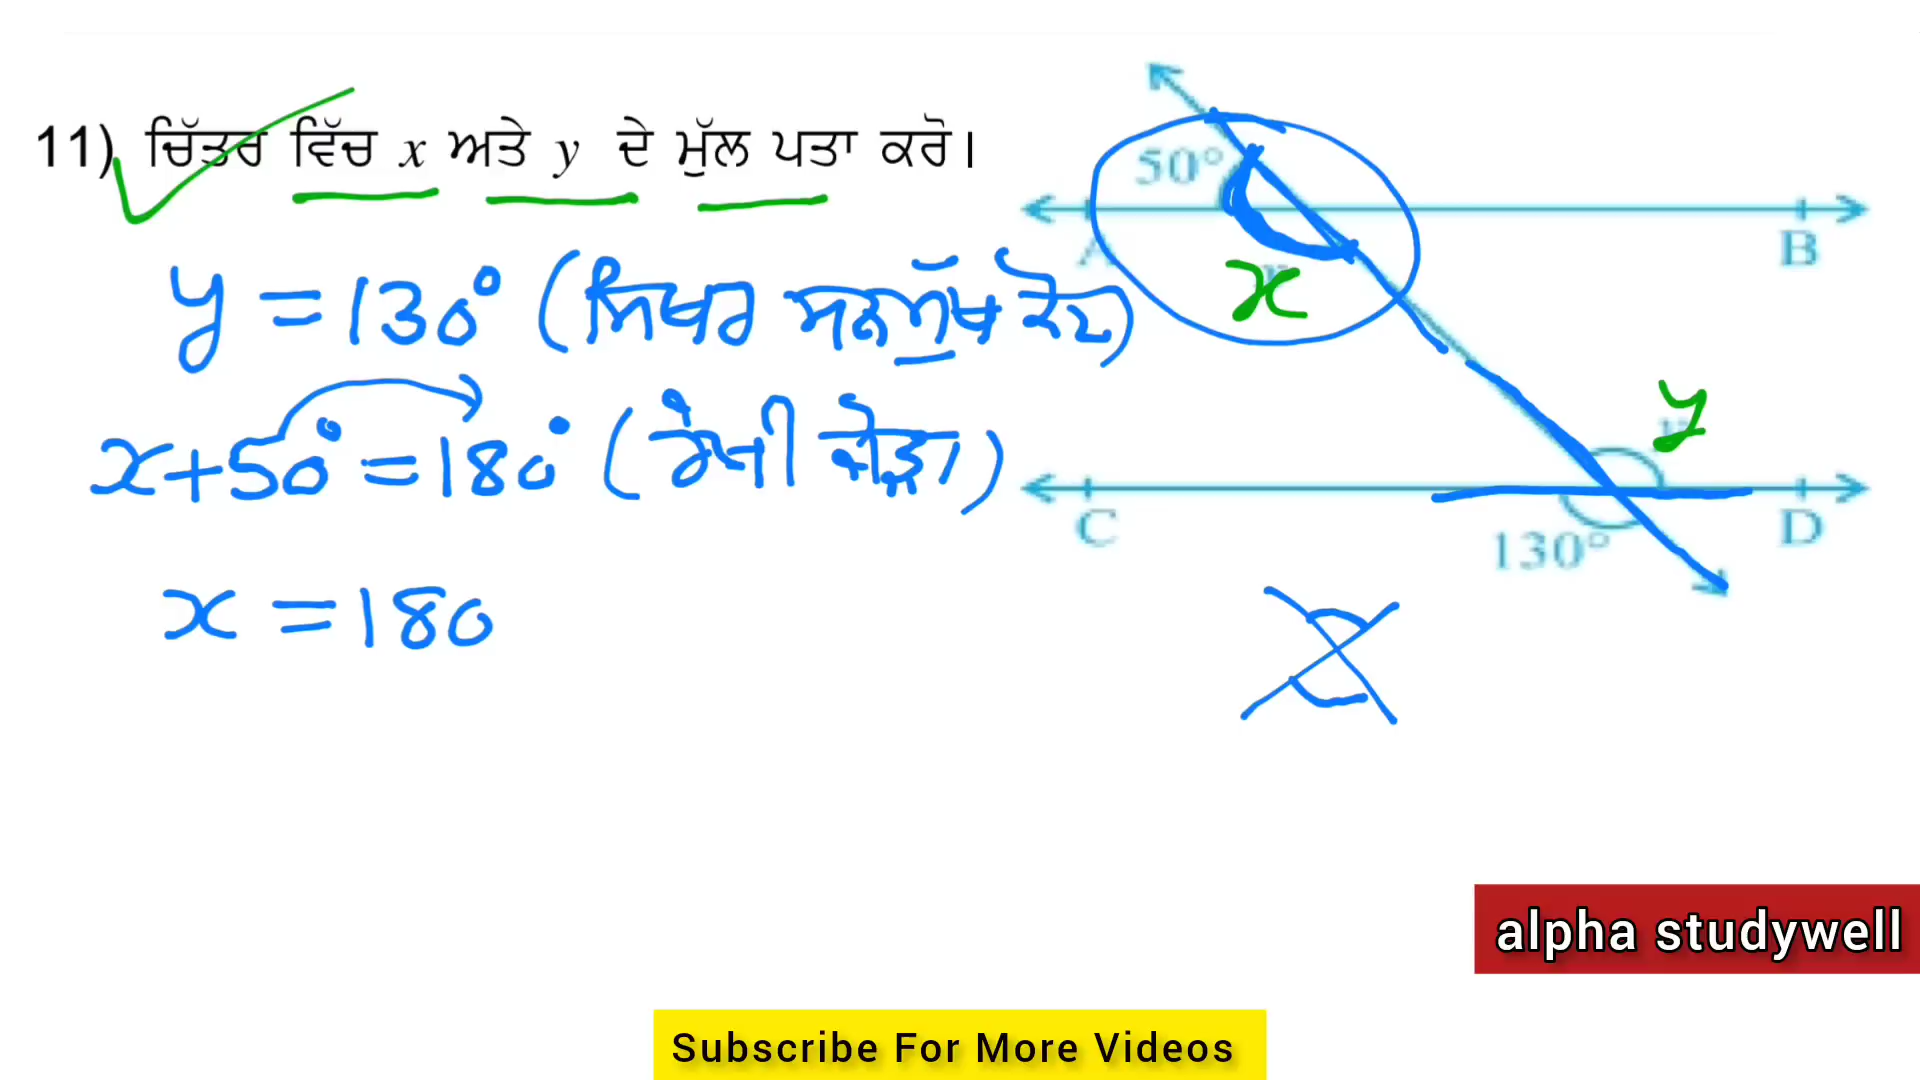 11) ਚਿੱਤਰ ਵਿੱਚ x ਅਤੇ y ਦੇ ਮੁੱਲ ਪਤਾ ਕਰੋ।
50°
A
B
x
y = 130° (ਸਿਖਰ ਸਨਮੁੱਖ ਕੋਣ)
y
x + 50° = 180° (ਰੇਖੀ ਜੋੜਾ)
C
D
130°
x = 180
alpha studywell
Subscribe For More Videos